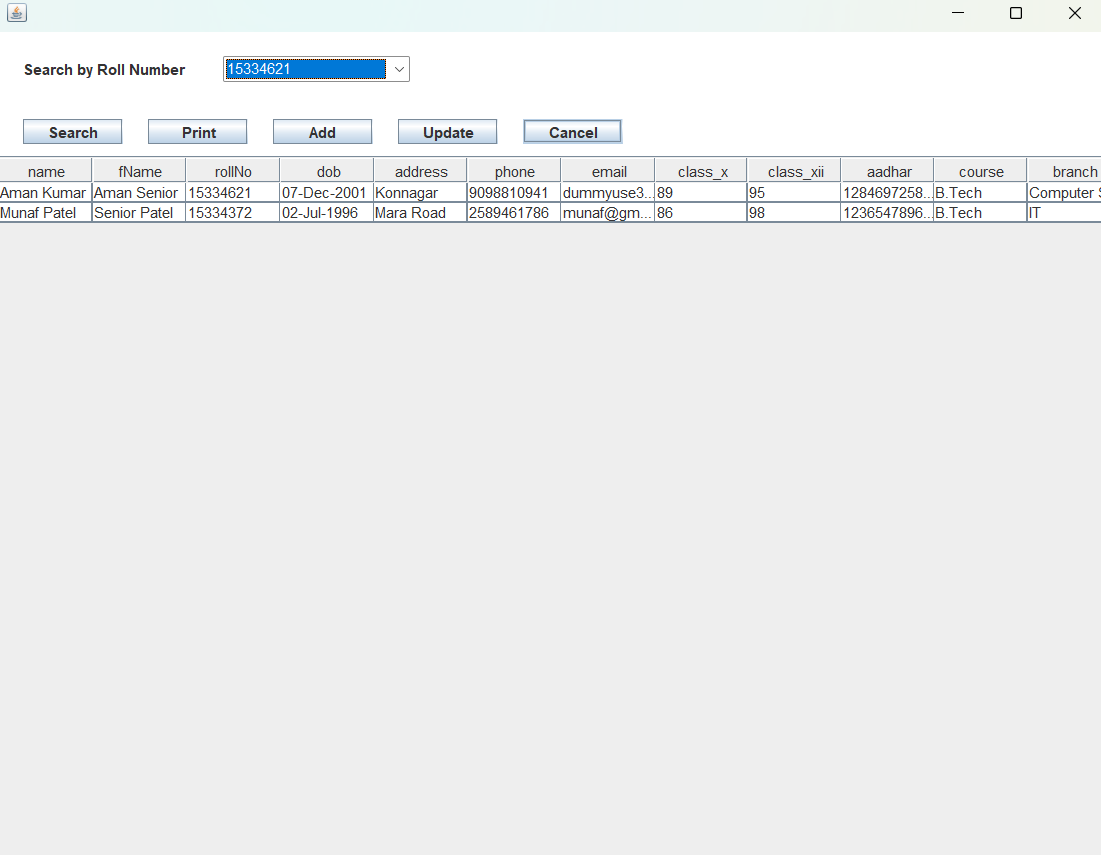 Search by Roll Number 15334621
Search Print Add Update Cancel
name fName rollNo dob address phone email class_x class_xii aadhar course branch
Aman Kumar Aman Senior 15334621 07-Dec-2001 Konnagar 9098810941 dummyuse3... 89 95 1284697258... B.Tech Computer S
Munaf Patel Senior Patel 15334372 02-Jul-1996 Mara Road 2589461786 munaf@gm... 86 98 1236547896... B.Tech IT